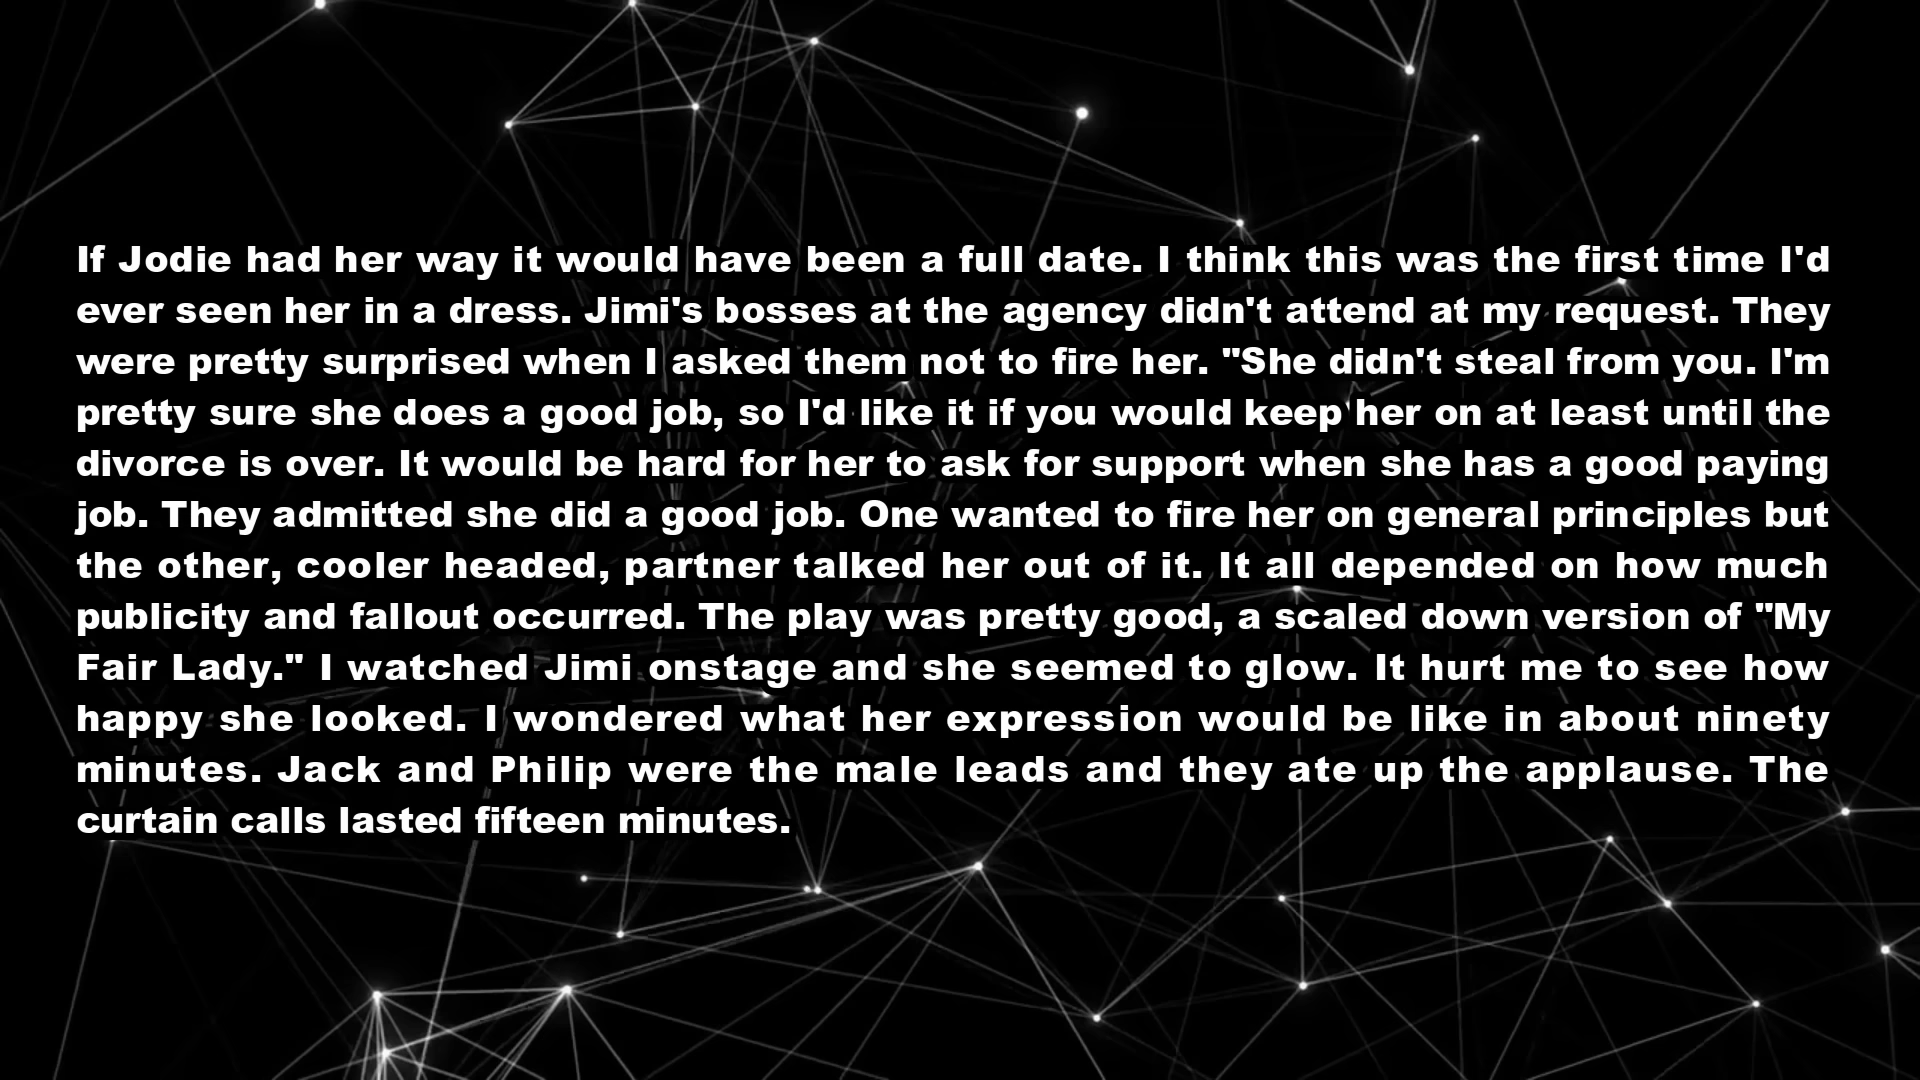 If Jodie had her way it would have been a full date. I think this was the first time I'd
ever seen her in a dress. Jimi's bosses at the agency didn't attend at my request. They
were pretty surprised when I asked them not to fire her. "She didn't steal from you. I'm
pretty sure she does a good job, so I'd like it if you would keep her on at least until the
divorce is over. It would be hard for her to ask for support when she has a good paying
job. They admitted she did a good job. One wanted to fire her on general principles but
the other, cooler headed, partner talked her out of it. It all depended on how much
publicity and fallout occurred. The play was pretty good, a scaled down version of "My
Fair Lady." I watched Jimi onstage and she seemed to glow. It hurt me to see how
happy she looked. I wondered what her expression would be like in about ninety
minutes. Jack and Philip were the male leads and they ate up the applause. The
curtain calls lasted fifteen minutes.